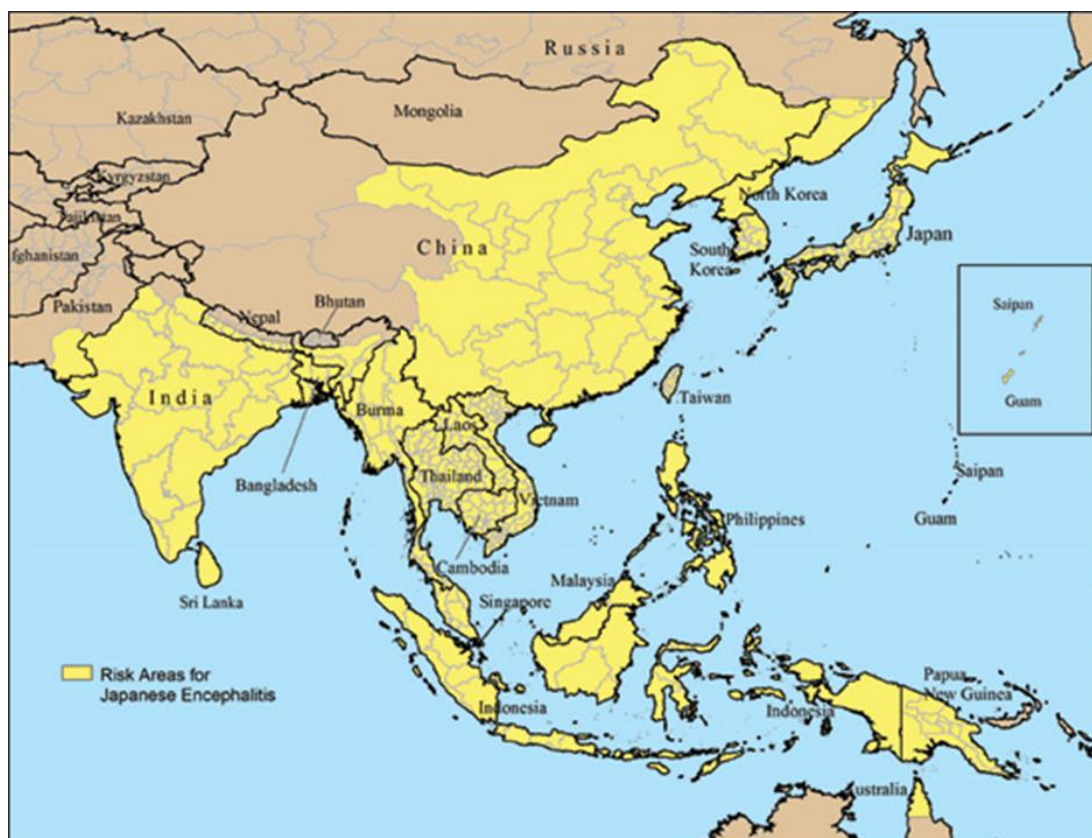 Russia
Kazakhstan
Mongolia
Kyrgyzstan
Tajikistan
fghanistan
North Korea
China
South
Korea
Japan
Pakistan
Nepal
Bhutan
Saipan
Guam
India
Burma
Taiwan
Laos
Bangladesh
Thailand
Vietnam
Saipan
Guam
Philippines
Cambodia
Sri Lanka
Malaysia
Singapore
Risk Areas for
Japanese Encephalitis
Indonesia
Indonesia
Papua
New Guinea
Australia